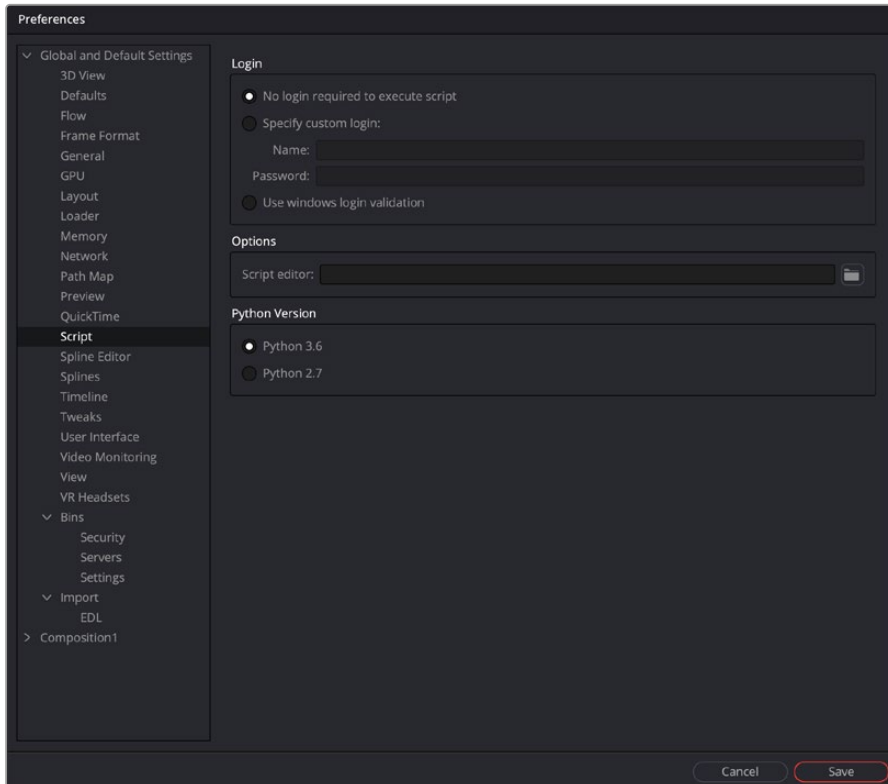 Preferences
Global and Default Settings
3D View
Defaults
Flow
Frame Format
General
GPU
Layout
Loader
Memory
Network
Path Map
Preview
QuickTime
Script
Spline Editor
Splines
Timeline
Tweaks
User Interface
Video Monitoring
View
VR Headsets
Bins
Security
Servers
Settings
Import
EDL
Composition1
Login
No login required to execute script
Specify custom login:
Name:
Password:
Use windows login validation
Options
Script editor:
Python Version
Python 3.6
Python 2.7
Cancel
Save